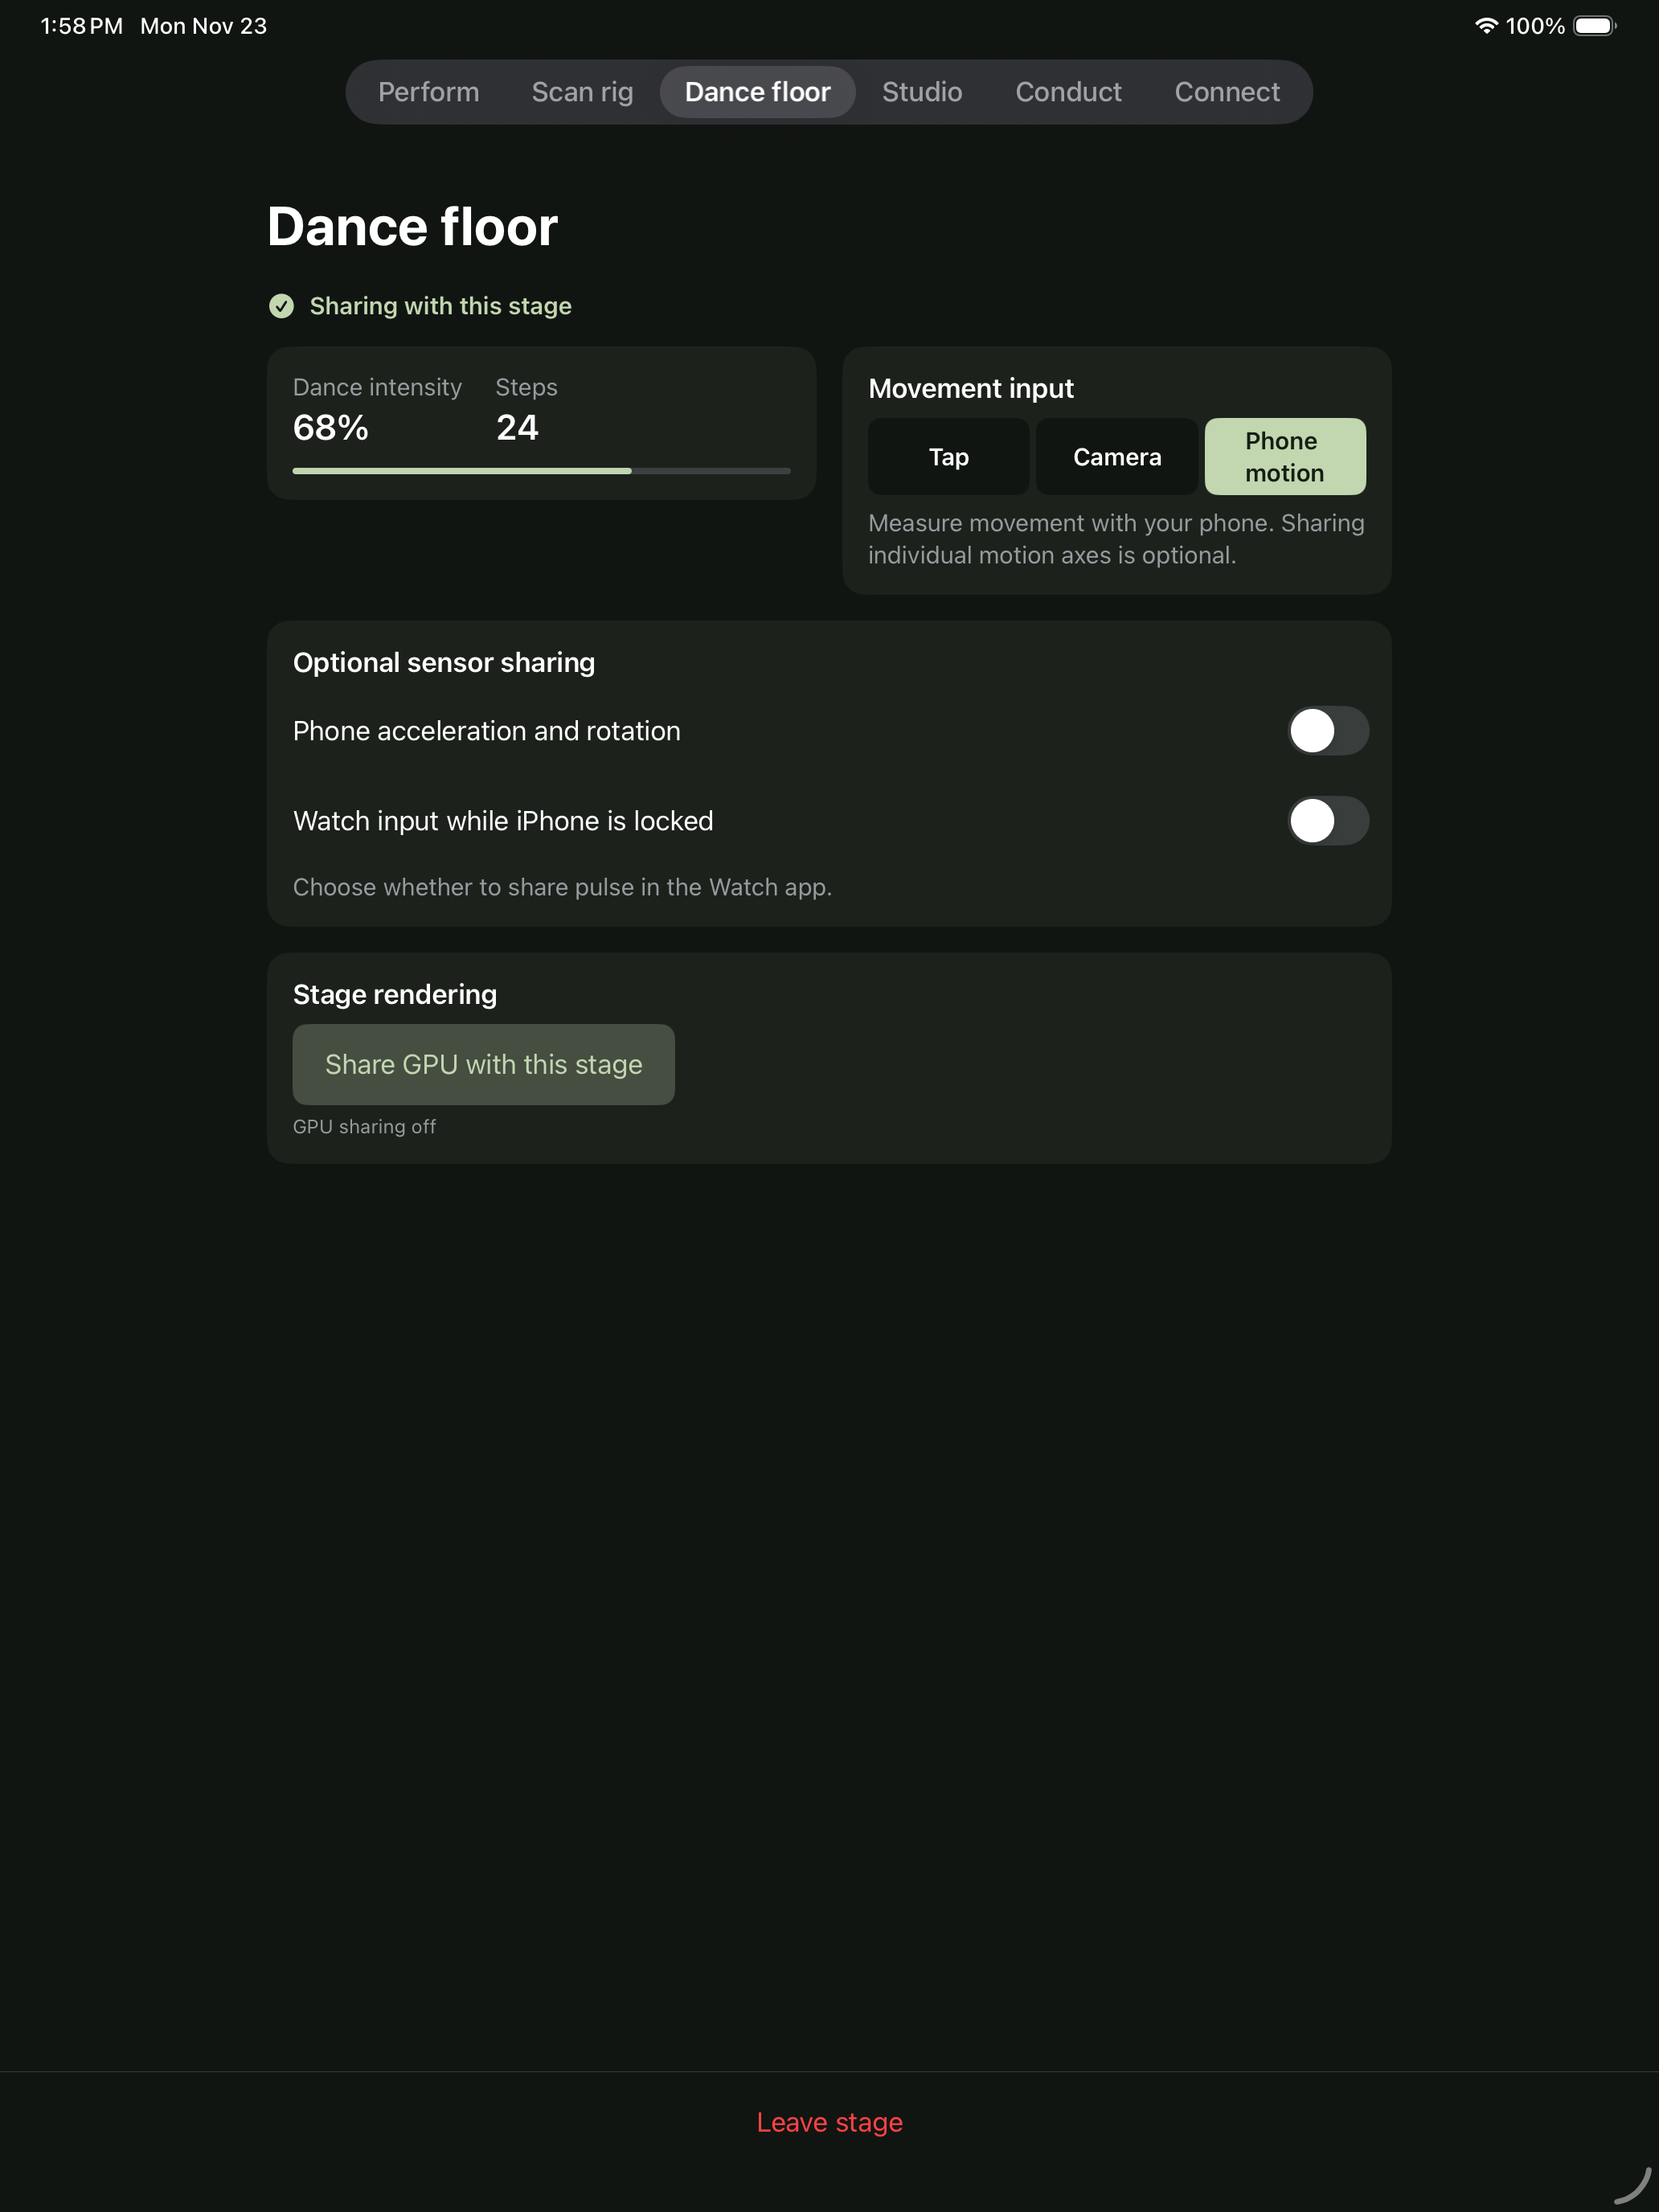 1:58 PM Mon Nov 23
100%
Perform Scan rig Dance floor Studio Conduct Connect
Dance floor
Sharing with this stage
Dance intensity Steps
68% 24
Movement input
Tap Camera Phone motion
Measure movement with your phone. Sharing
individual motion axes is optional.
Optional sensor sharing
Phone acceleration and rotation
Watch input while iPhone is locked
Choose whether to share pulse in the Watch app.
Stage rendering
Share GPU with this stage
GPU sharing off
Leave stage